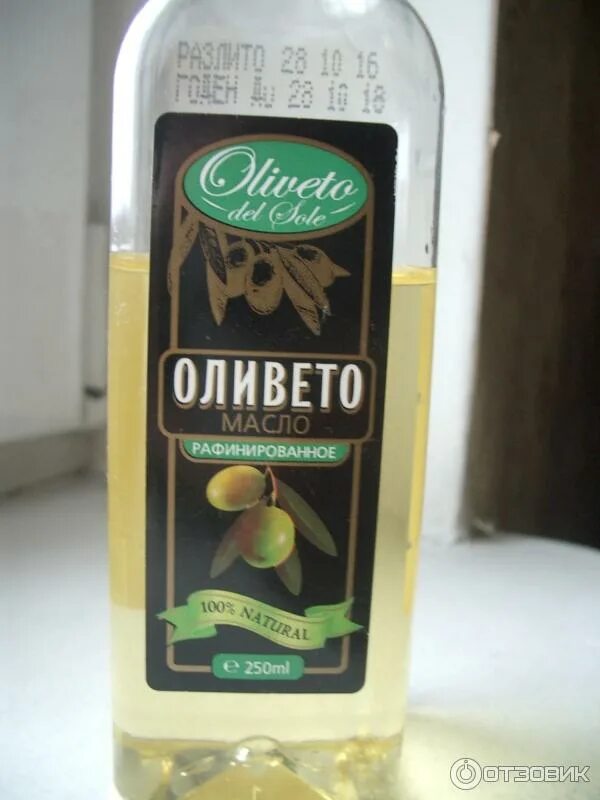 РАЗЛИТО 28 10 16
ГОДЕН ДО 28 10 18
Oliveto
del Sole
ОЛИВЕТО
МАСЛО
РАФИНИРОВАННОЕ
100% NATURAL
℮ 250ml
ОТЗОВИК